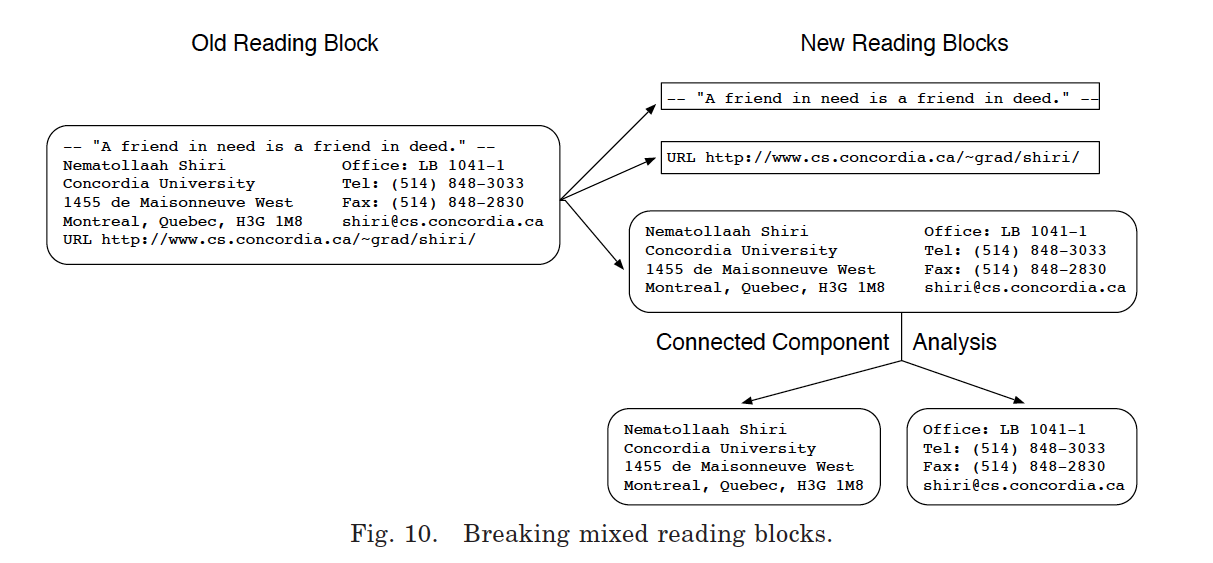 Old Reading Block
New Reading Blocks
-- "A friend in need is a friend in deed." --
Nematollaah Shiri Office: LB 1041-1
Concordia University Tel: (514) 848-3033
1455 de Maisonneuve West Fax: (514) 848-2830
Montreal, Quebec, H3G 1M8 shiri@cs.concordia.ca
URL http://www.cs.concordia.ca/~grad/shiri/
-- "A friend in need is a friend in deed." --
URL http://www.cs.concordia.ca/~grad/shiri/
Nematollaah Shiri Office: LB 1041-1
Concordia University Tel: (514) 848-3033
1455 de Maisonneuve West Fax: (514) 848-2830
Montreal, Quebec, H3G 1M8 shiri@cs.concordia.ca
Connected Component Analysis
Nematollaah Shiri
Concordia University
1455 de Maisonneuve West
Montreal, Quebec, H3G 1M8
Office: LB 1041-1
Tel: (514) 848-3033
Fax: (514) 848-2830
shiri@cs.concordia.ca
Fig. 10. Breaking mixed reading blocks.